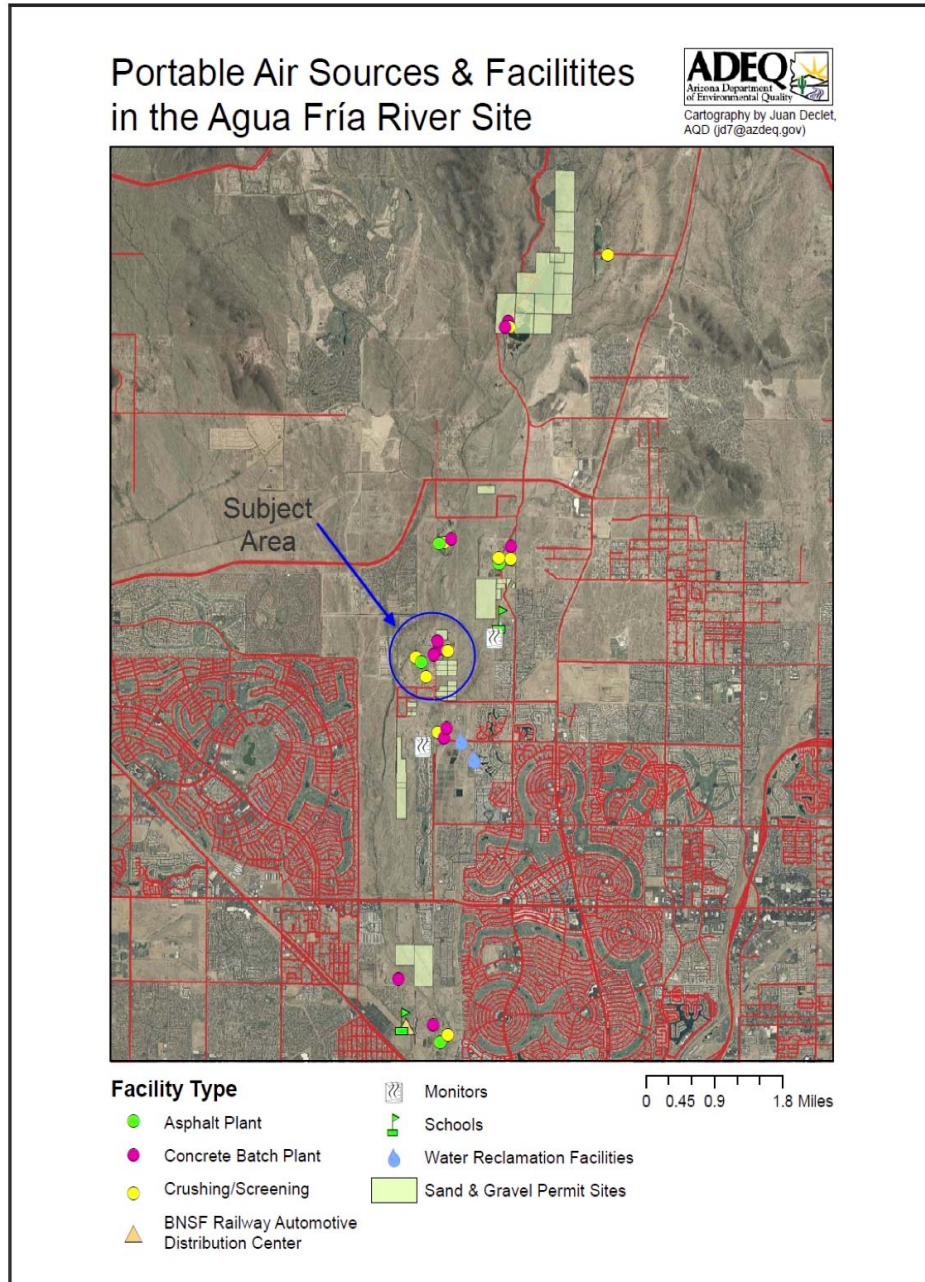 Portable Air Sources & Facilitites
in the Agua Fría River Site
ADEQ
Arizona Department
of Environmental Quality
Cartography by Juan Declet,
AQD (jd7@azdeq.gov)
Subject
Area
Facility Type
Asphalt Plant
Concrete Batch Plant
Crushing/Screening
BNSF Railway Automotive
Distribution Center
Monitors
Schools
Water Reclamation Facilities
Sand & Gravel Permit Sites
0 0.45 0.9 1.8 Miles